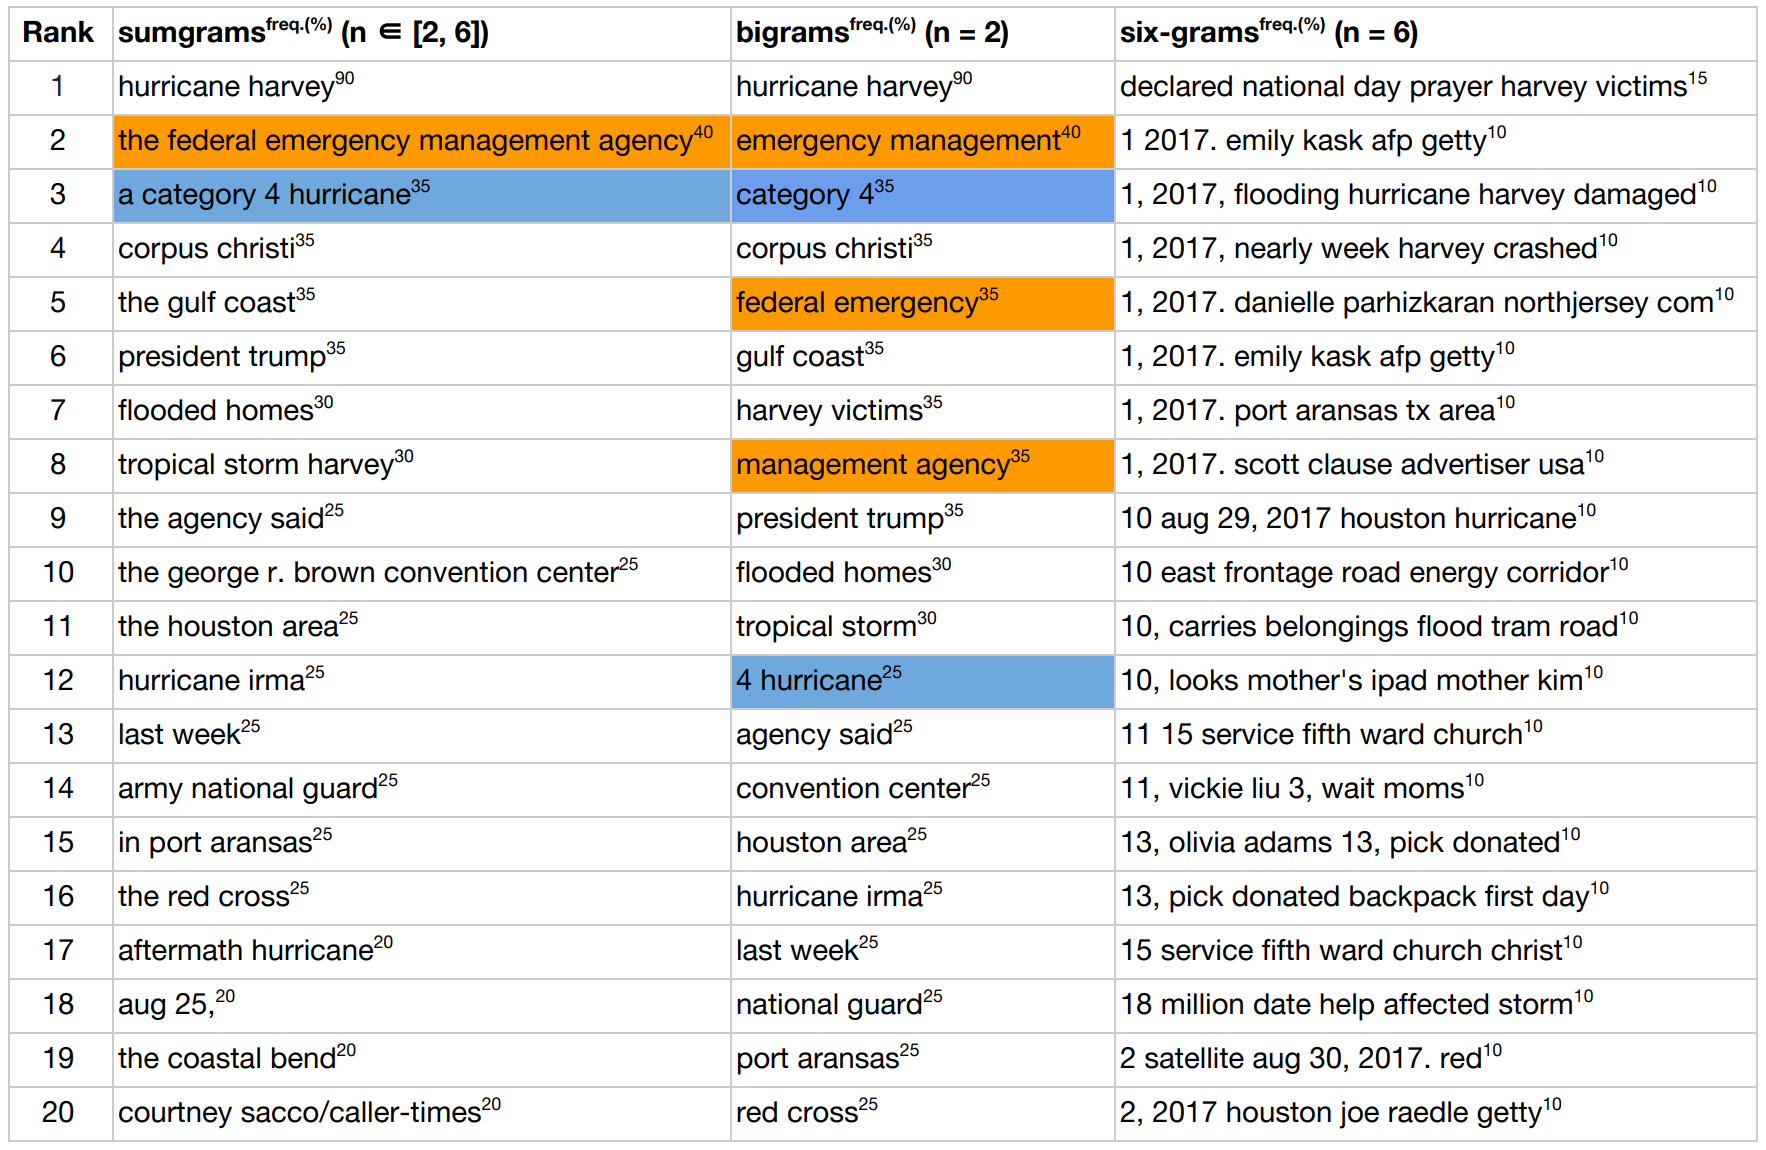 Rank sumgrams freq.(%) (n ∈ [2, 6]) bigrams freq.(%) (n = 2) six-grams freq.(%) (n = 6)
1 hurricane harvey 90 hurricane harvey 90 declared national day prayer harvey victims 15
2 the federal emergency management agency 40 emergency management 40 1 2017. emily kask afp getty 10
3 a category 4 hurricane 35 category 4 35 1, 2017, flooding hurricane harvey damaged 10
4 corpus christi 35 corpus christi 35 1, 2017, nearly week harvey crashed 10
5 the gulf coast 35 federal emergency 35 1, 2017. danielle parhizkaran northjersey com 10
6 president trump 35 gulf coast 35 1, 2017. emily kask afp getty 10
7 flooded homes 30 harvey victims 35 1, 2017. port aransas tx area 10
8 tropical storm harvey 30 management agency 35 1, 2017. scott clause advertiser usa 10
9 the agency said 25 president trump 35 10 aug 29, 2017 houston hurricane 10
10 the george r. brown convention center 25 flooded homes 30 10 east frontage road energy corridor 10
11 the houston area 25 tropical storm 30 10, carries belongings flood tram road 10
12 hurricane irma 25 4 hurricane 25 10, looks mother's ipad mother kim 10
13 last week 25 agency said 25 11 15 service fifth ward church 10
14 army national guard 25 convention center 25 11, vickie liu 3, wait moms 10
15 in port aransas 25 houston area 25 13, olivia adams 13, pick donated 10
16 the red cross 25 hurricane irma 25 13, pick donated backpack first day 10
17 aftermath hurricane 20 last week 25 15 service fifth ward church christ 10
18 aug 25, 20 national guard 25 18 million date help affected storm 10
19 the coastal bend 20 port aransas 25 2 satellite aug 30, 2017. red 10
20 courtney sacco/caller-times 20 red cross 25 2, 2017 houston joe raedle getty 10